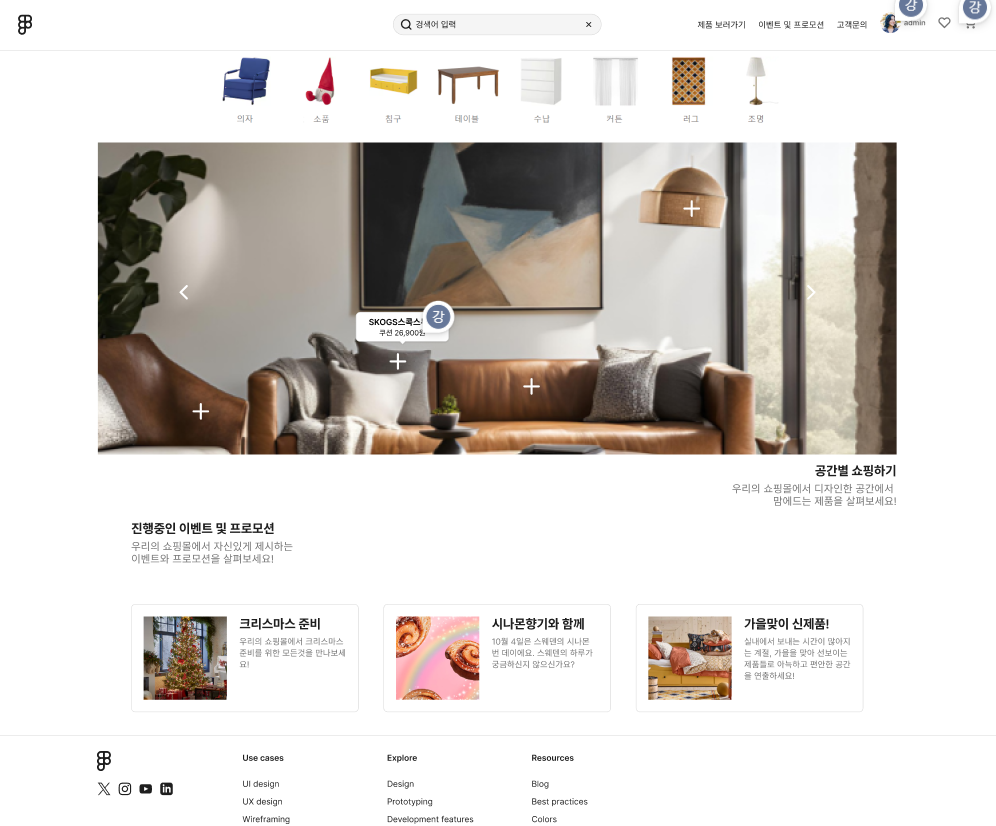 검색어 입력
제품 보러가기
이벤트 및 프로모션
고객문의
강
admin
강
의자
소품
침구
테이블
수납
커튼
러그
조명
SKOGS스콕스
강
쿠션 26,900원
공간별 쇼핑하기
우리의 쇼핑몰에서 디자인한 공간에서
맘에드는 제품을 살펴보세요!
진행중인 이벤트 및 프로모션
우리의 쇼핑몰에서 자신있게 제시하는
이벤트와 프로모션을 살펴보세요!
크리스마스 준비
우리의 쇼핑몰에서 크리스마스
준비를 위한 모든것을 만나보세
요!
시나몬향기와 함께
10월 4일은 스웨덴의 시나몬
번 데이에요. 스웨덴의 하루가
궁금하신지 않으신가요?
가을맞이 신제품!
실내에서 보내는 시간이 많아지
는 계절, 가을을 맞아 선보이는
제품들로 아늑하고 편안한 공간
을 연출하세요!
Use cases
UI design
UX design
Wireframing
Explore
Design
Prototyping
Development features
Resources
Blog
Best practices
Colors